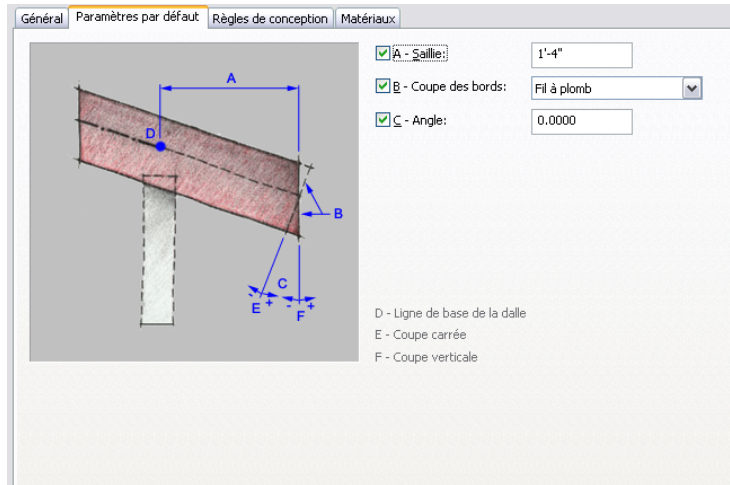 Général Paramètres par défaut Règles de conception Matériaux
A
D
B
C
- + - +
E F
A - Saillie: 1'-4"
B - Coupe des bords: Fil à plomb
C - Angle: 0.0000
D - Ligne de base de la dalle
E - Coupe carrée
F - Coupe verticale